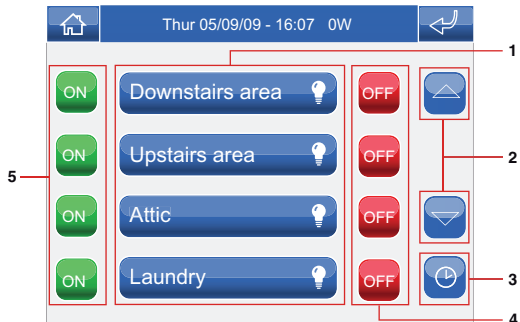 Thur 05/09/09 - 16:07 0W
1
ON Downstairs area OFF
2
ON Upstairs area OFF
5
ON Attic OFF
3
ON Laundry OFF
4